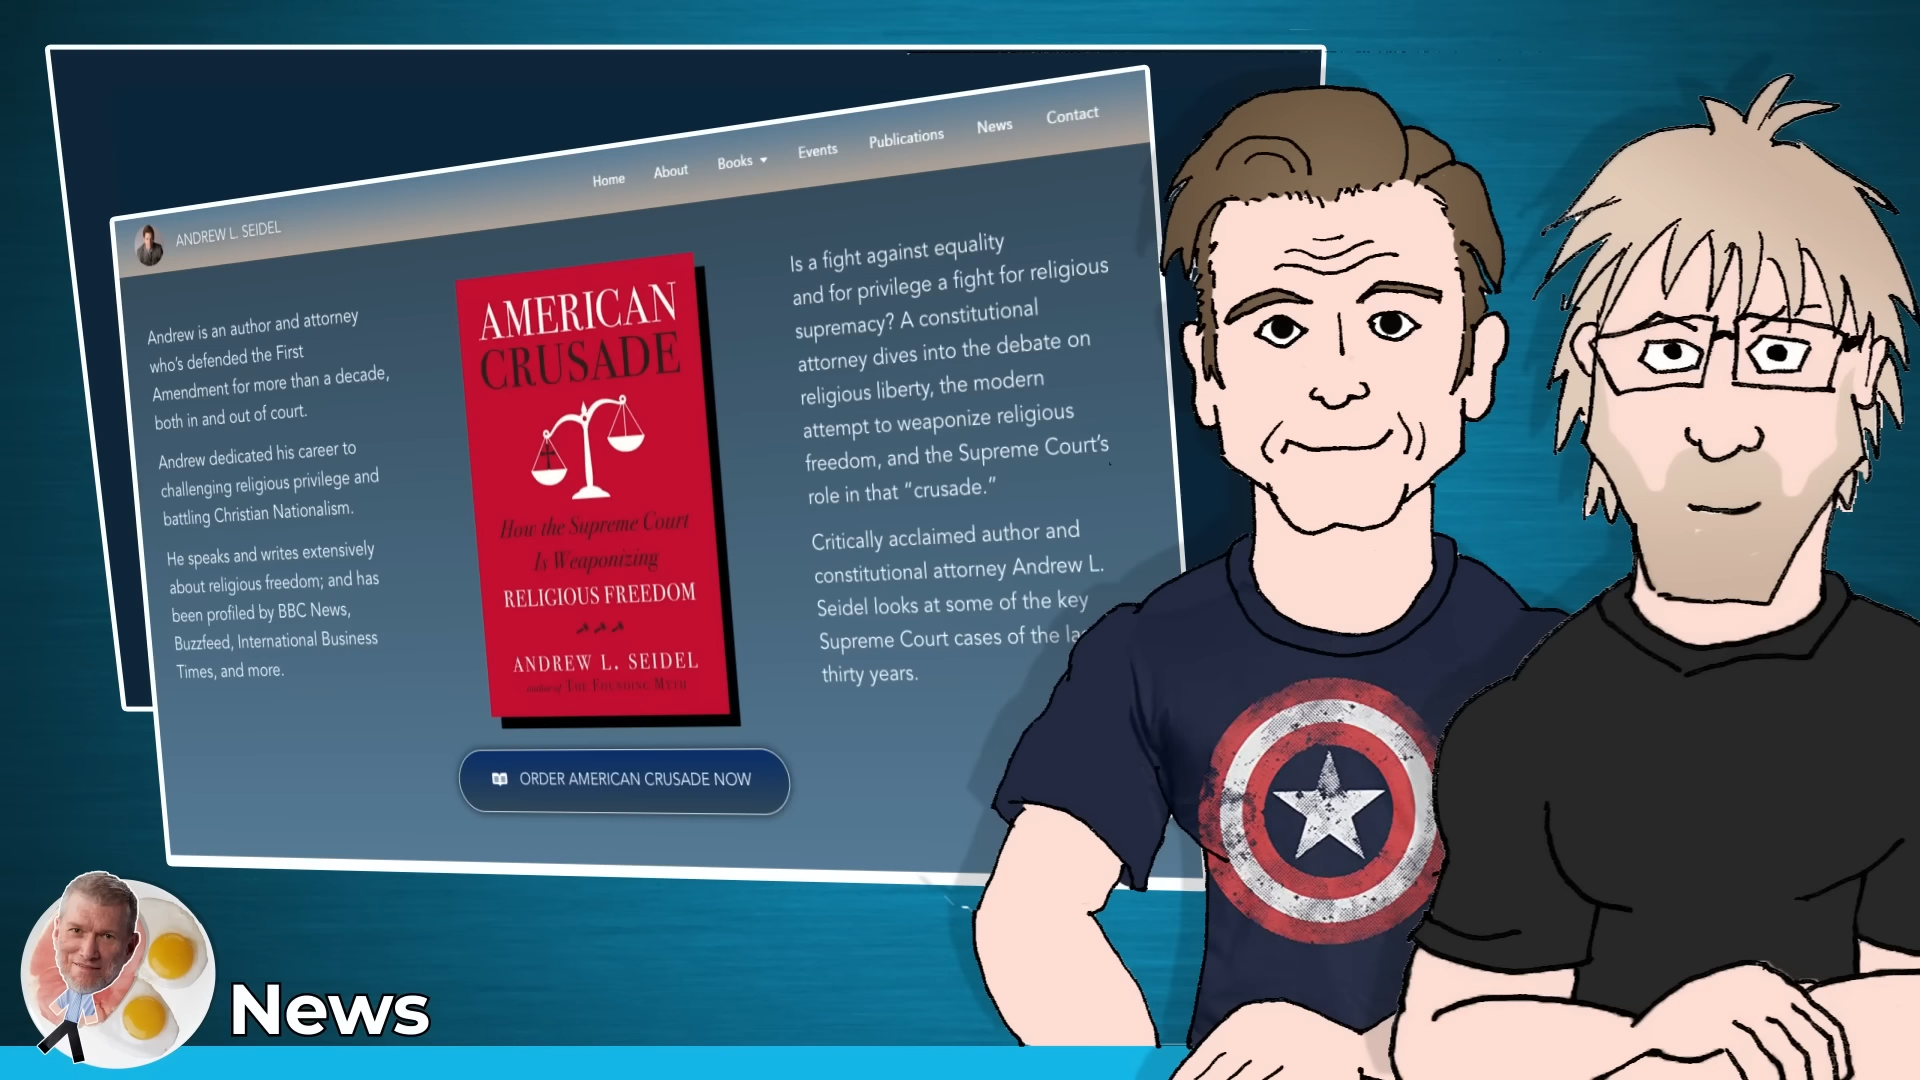 ANDREW L. SEIDEL
Home
About
Books
Events
Publications
News
Contact
Andrew is an author and attorney
who's defended the First
Amendment for more than a decade,
both in and out of court.
Andrew dedicated his career to
challenging religious privilege and
battling Christian Nationalism.
He speaks and writes extensively
about religious freedom; and has
been profiled by BBC News,
Buzzfeed, International Business
Times, and more.
AMERICAN
CRUSADE
How the Supreme Court
Is Weaponizing
RELIGIOUS FREEDOM
ANDREW L. SEIDEL
author of THE FOUNDING MYTH
ORDER AMERICAN CRUSADE NOW
Is a fight against equality
and for privilege a fight for religious
supremacy? A constitutional
attorney dives into the debate on
religious liberty, the modern
attempt to weaponize religious
freedom, and the Supreme Court's
role in that "crusade."
Critically acclaimed author and
constitutional attorney Andrew L.
Seidel looks at some of the key
Supreme Court cases of the
thirty years.
News